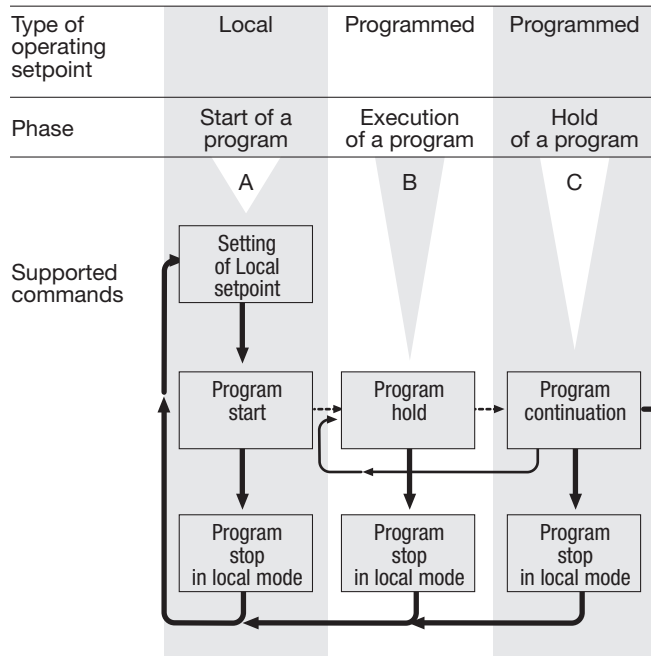 Type of
operating
setpoint
Local
Programmed
Programmed
Phase
Start of a
program
Execution
of a program
Hold
of a program
A
B
C
Supported
commands
Setting
of Local
setpoint
Program
start
Program
hold
Program
continuation
Program
stop
in local mode
Program
stop
in local mode
Program
stop
in local mode